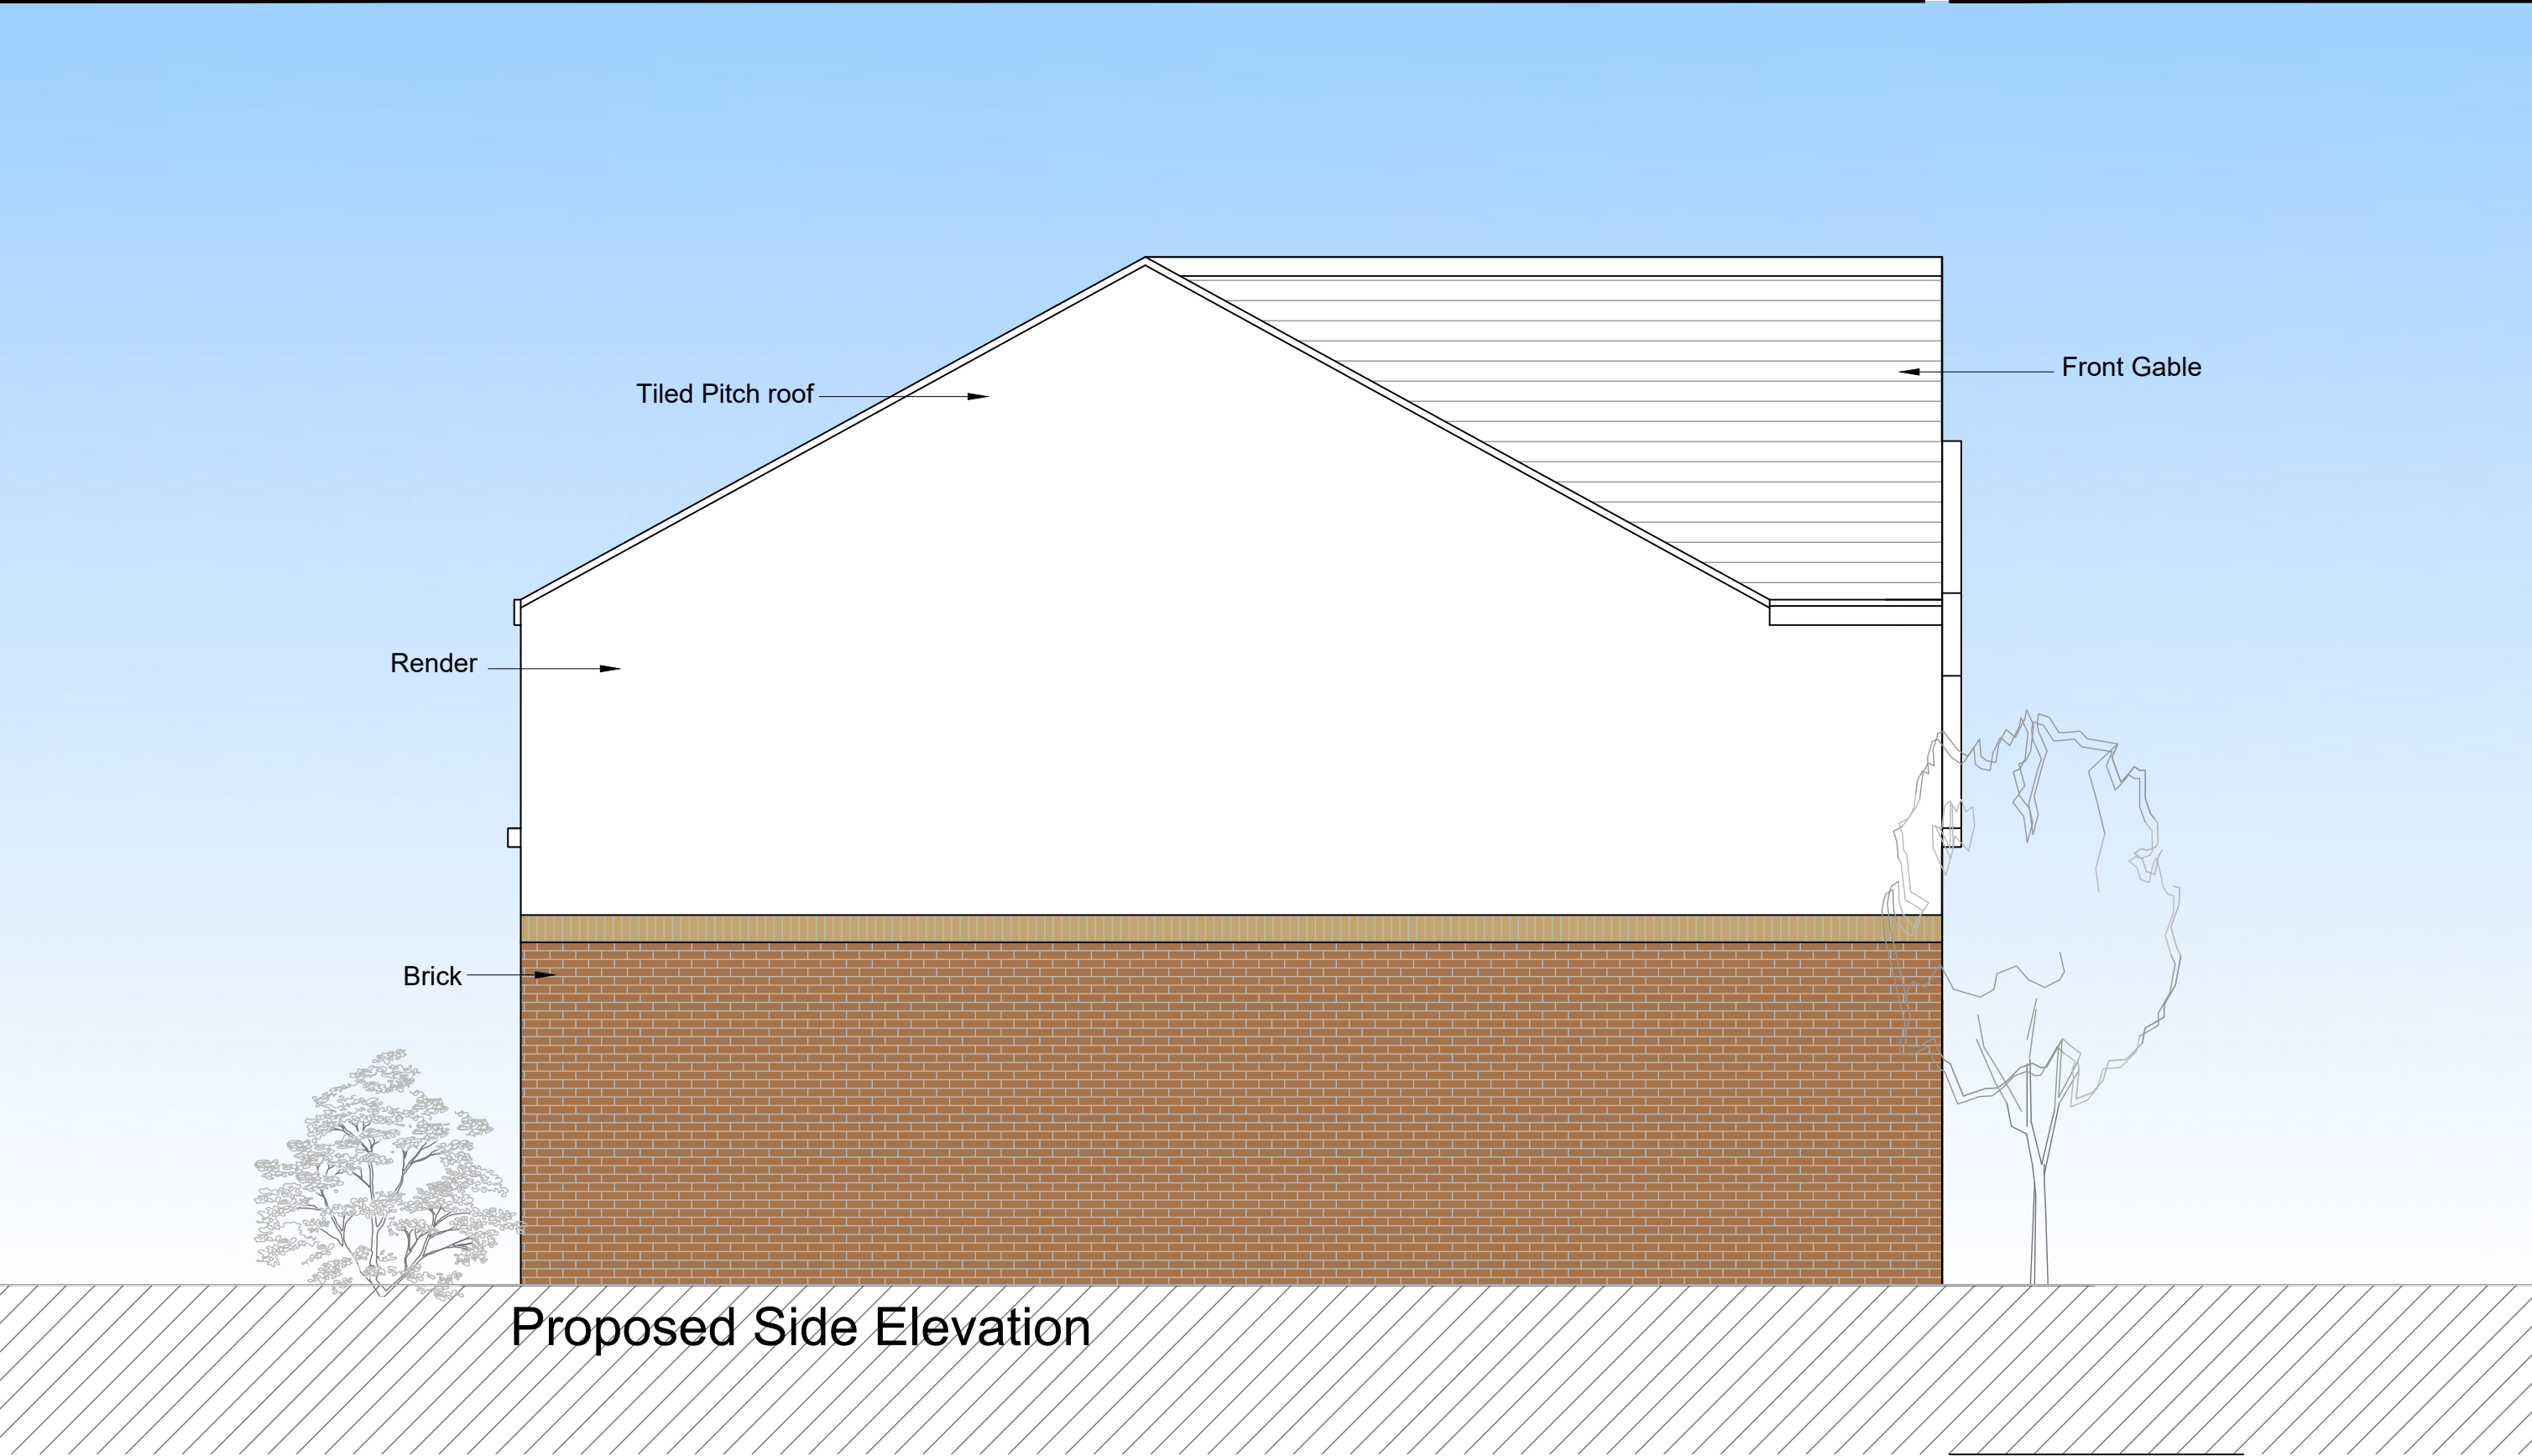 Front Gable
Tiled Pitch roof
Render
Brick
Proposed Side Elevation